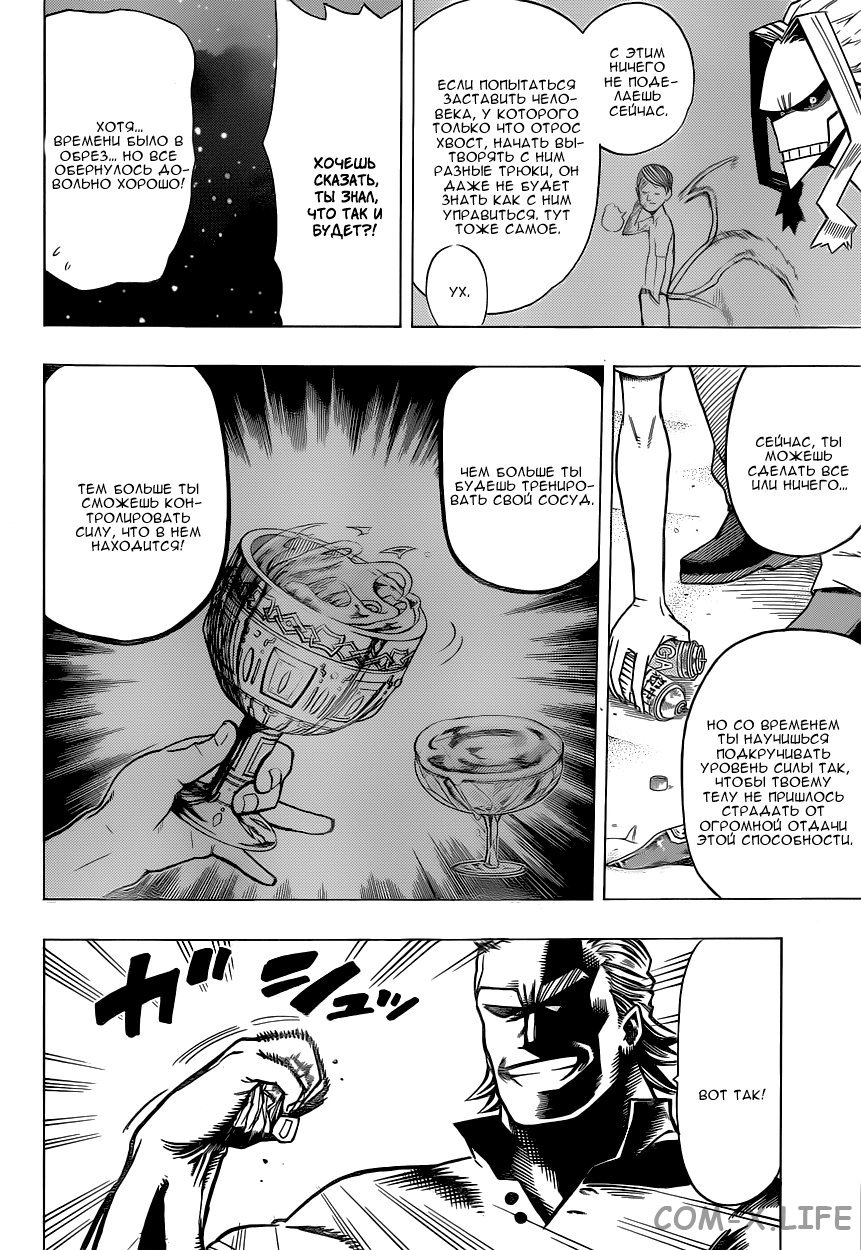 С ЭТИМ
НИЧЕГО
НЕ ПОДЕ-
ЛАЕШЬ
СЕЙЧАС.
ЕСЛИ ПОПЫТАТЬСЯ
ЗАСТАВИТЬ ЧЕЛО-
ВЕКА, У КОТОРОГО
ТОЛЬКО ЧТО ОТРОС
ХВОСТ, НАЧАТЬ ВЫ-
ТВОРЯТЬ С НИМ
РАЗНЫЕ ТРЮКИ, ОН
ДАЖЕ НЕ БУДЕТ
ЗНАТЬ КАК С НИМ
УПРАВИТЬСЯ. ТУТ
ТОЖЕ САМОЕ.
УХ.
ХОЧЕШЬ
СКАЗАТЬ,
ТЫ ЗНАЛ,
ЧТО ТАК И
БУДЕТ?!
ХОТЯ...
ВРЕМЕНИ БЫЛО В
ОБРЕЗ... НО ВСЕ
ОБЕРНУЛОСЬ ДО-
ВОЛЬНО ХОРОШО!
СЕЙЧАС, ТЫ
МОЖЕШЬ
СДЕЛАТЬ ВСЕ
ИЛИ НИЧЕГО...
НО СО ВРЕМЕНЕМ
ТЫ НАУЧИШЬСЯ
ПОДКРУЧИВАТЬ
УРОВЕНЬ СИЛЫ ТАК,
ЧТОБЫ ТВОЕМУ
ТЕЛУ НЕ ПРИШЛОСЬ
СТРАДАТЬ ОТ
ОГРОМНОЙ ОТДАЧИ
ЭТОЙ СПОСОБНОСТИ.
ЧЕМ БОЛЬШЕ ТЫ
БУДЕШЬ ТРЕНИРО-
ВАТЬ СВОЙ СОСУД,
ТЕМ БОЛЬШЕ ТЫ
СМОЖЕШЬ КОН-
ТРОЛИРОВАТЬ
СИЛУ, ЧТО В НЕМ
НАХОДИТСЯ!
ガシュッ
ВОТ ТАК!
COM-X.LIFE